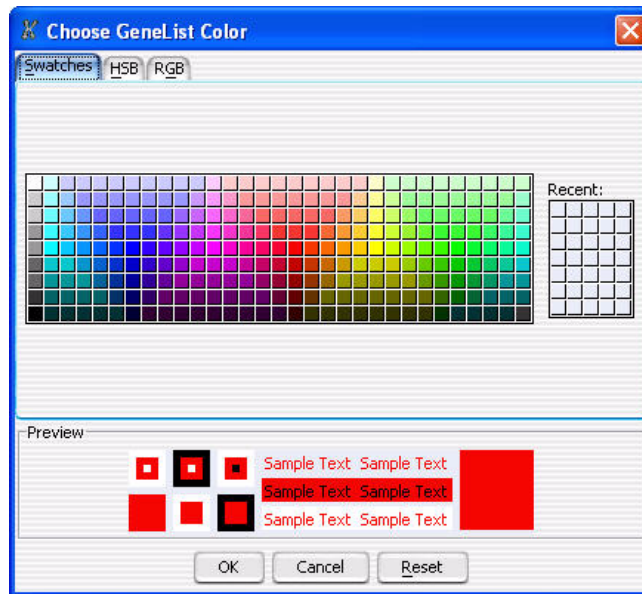 Choose GeneList Color
Swatches HSB RGB
Recent:
Preview
Sample Text Sample Text
Sample Text Sample Text
Sample Text Sample Text
OK Cancel Reset